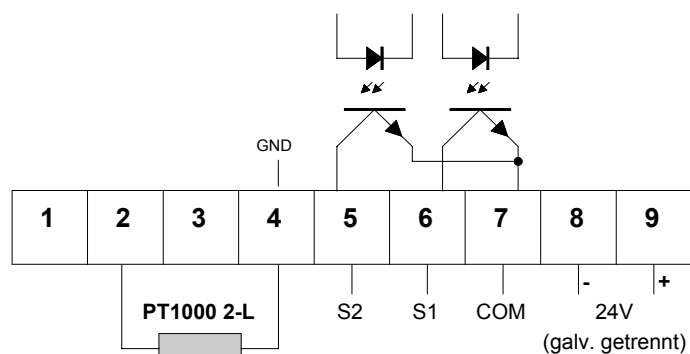 GND
1 2 3 4 5 6 7 8 9
- +
PT1000 2-L S2 S1 COM 24V
(galv. getrennt)